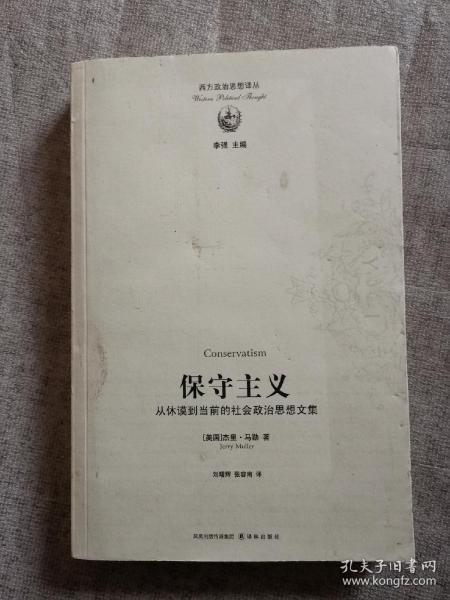 西方政治思想译丛
Western Political Thought
李强 主编
Conservatism
保守主义
从休谟到当前的社会政治思想文集
[美国]杰里·马勒 著
Jerry Muller
刘曙辉 张容南 译
凤凰出版传媒集团 译林出版社
孔夫子旧书网
www.kongfz.com